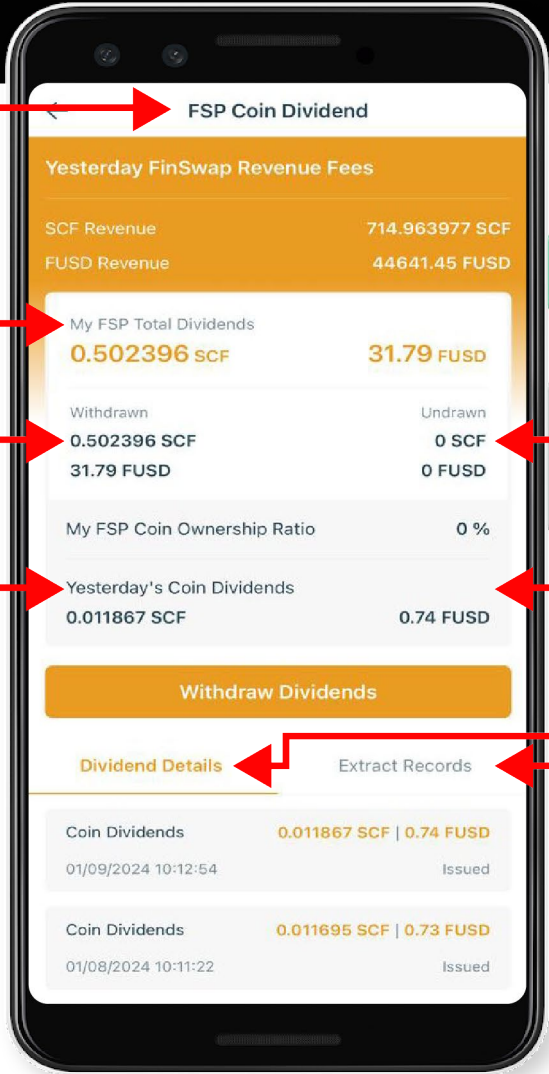 FSP Coin Dividend
Yesterday FinSwap Revenue Fees
SCF Revenue 714.963977 SCF
FUSD Revenue 44641.45 FUSD
My FSP Total Dividends
0.502396 SCF 31.79 FUSD
Withdrawn Undrawn
0.502396 SCF 0 SCF
31.79 FUSD 0 FUSD
My FSP Coin Ownership Ratio 0 %
Yesterday's Coin Dividends
0.011867 SCF 0.74 FUSD
Withdraw Dividends
Dividend Details Extract Records
Coin Dividends 0.011867 SCF | 0.74 FUSD
01/09/2024 10:12:54 Issued
Coin Dividends 0.011695 SCF | 0.73 FUSD
01/08/2024 10:11:22 Issued